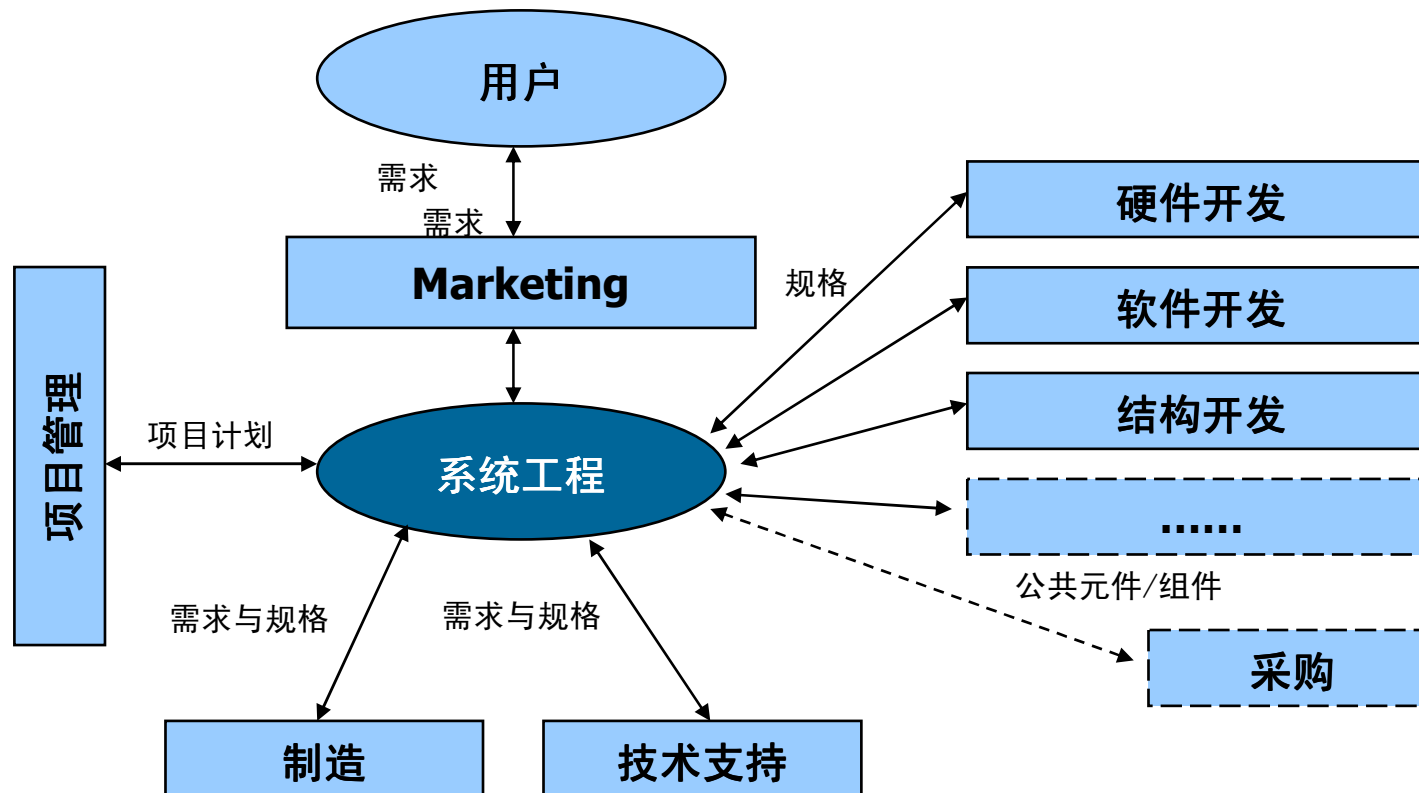 用户
需求
需求
Marketing
硬件开发
规格
软件开发
结构开发
项目管理
项目计划
系统工程
......
公共元件/组件
需求与规格
需求与规格
采购
制造
技术支持